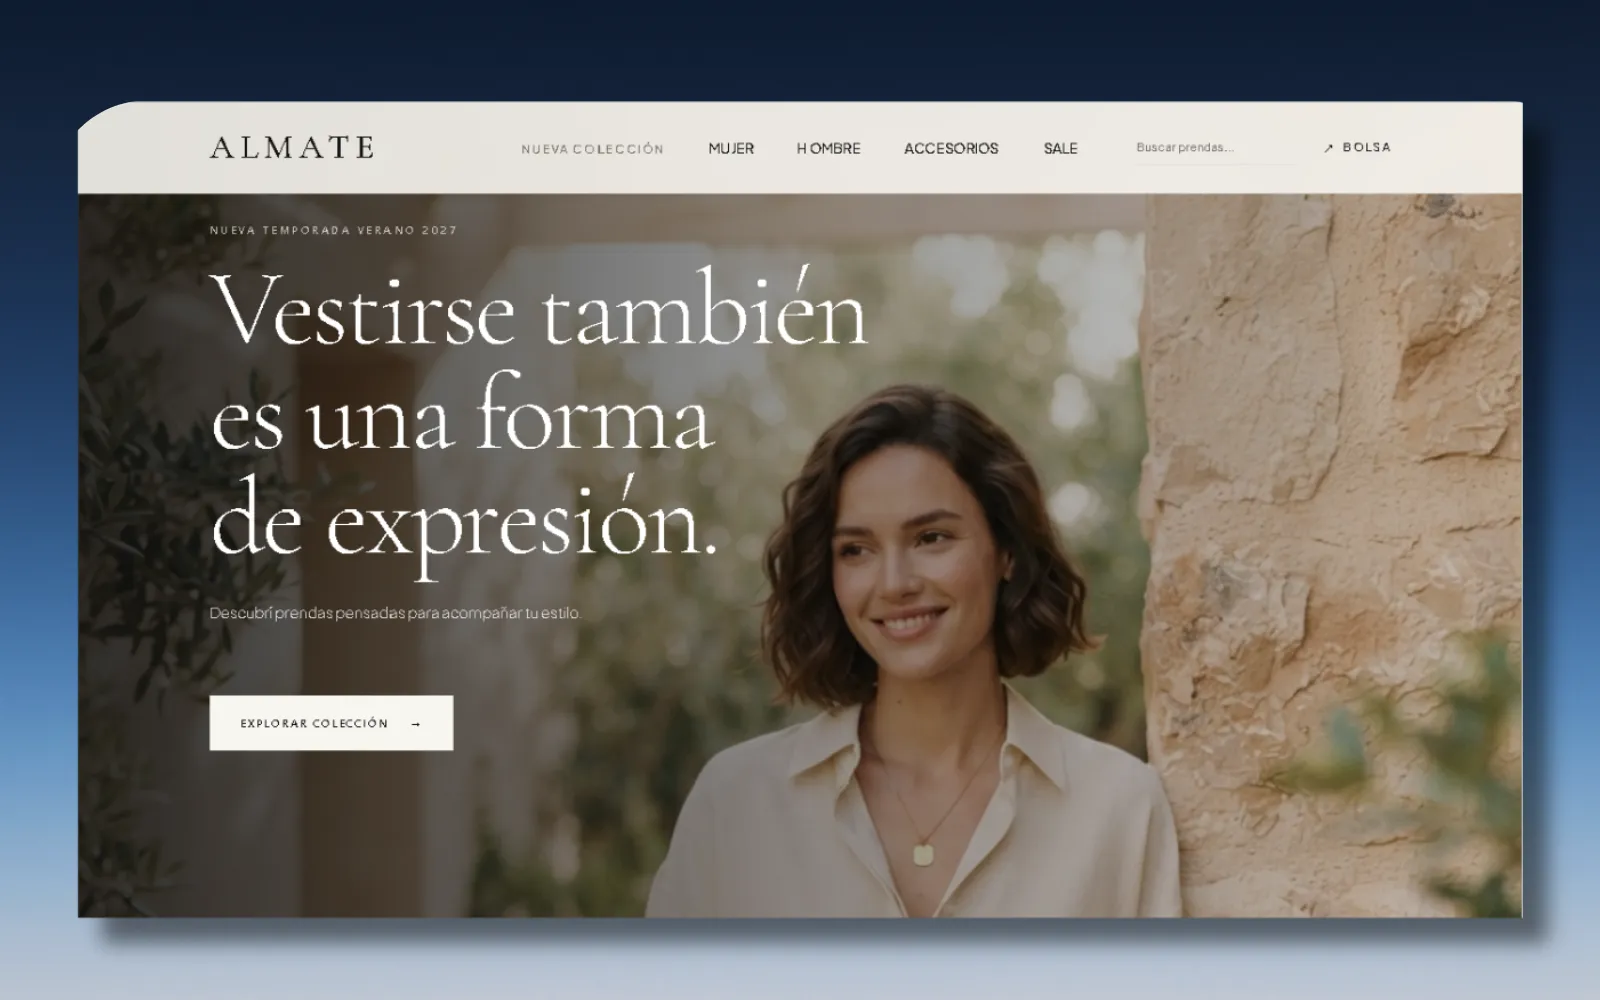 ALMATE
NUEVA COLECCIÓN MUJER HOMBRE ACCESORIOS SALE Buscar prendas... ↗ BOLSA
NUEVA TEMPORADA VERANO 2027
Vestirse también
es una forma
de expresión.
Descubrí prendas pensadas para acompañar tu estilo.
EXPLORAR COLECCIÓN →